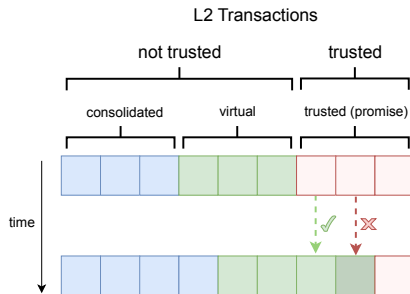 L2 Transactions
not trusted
trusted
consolidated
virtual
trusted (promise)
time